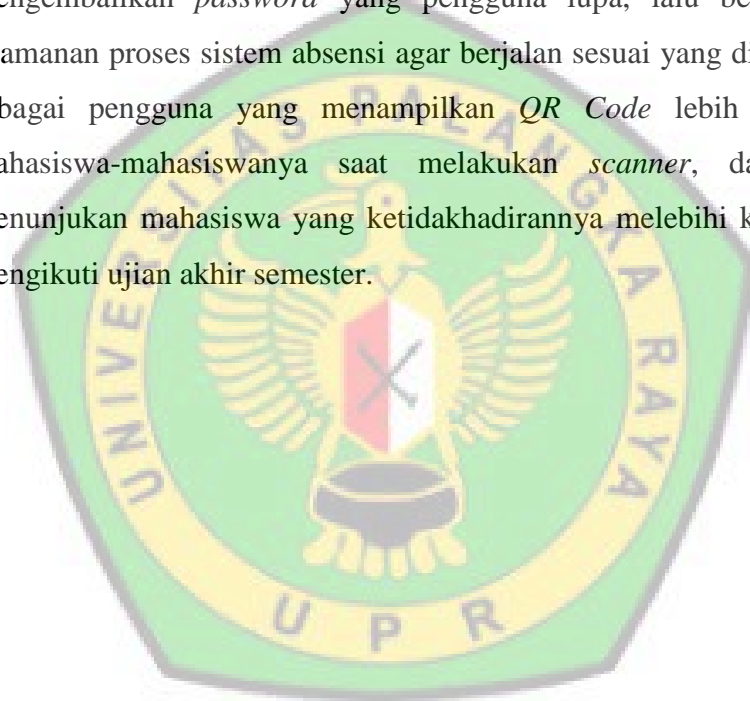 engembalikan password yang pengguna lupa, lalu be
amanan proses sistem absensi agar berjalan sesuai yang di
bagai pengguna yang menampilkan QR Code lebih
ahasiswa-mahasiswanya saat melakukan scanner, da
enunjukan mahasiswa yang ketidakhadirannya melebihi k
engikuti ujian akhir semester.
UNIVERSITAS PALANGKA RAYA
U P R